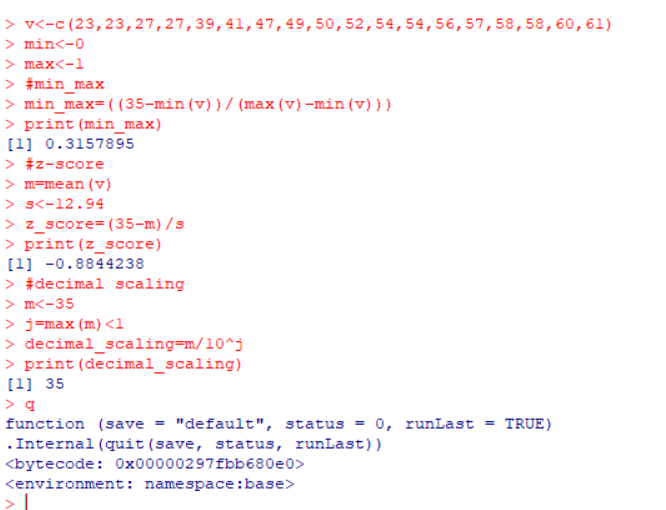 > v<-c(23,23,27,27,39,41,47,49,50,52,54,54,56,57,58,58,60,61)
> min<-0
> max<-1
> #min_max
> min_max=((35-min(v))/(max(v)-min(v)))
> print(min_max)
[1] 0.3157895
> #z-score
> m=mean(v)
> s<-12.94
> z_score=(35-m)/s
> print(z_score)
[1] -0.8844238
> #decimal scaling
> m<-35
> j=max(m)<1
> decimal_scaling=m/10^j
> print(decimal_scaling)
[1] 35
> q
function (save = "default", status = 0, runLast = TRUE)
.Internal(quit(save, status, runLast))
<bytecode: 0x00000297fbb680e0>
<environment: namespace:base>
>